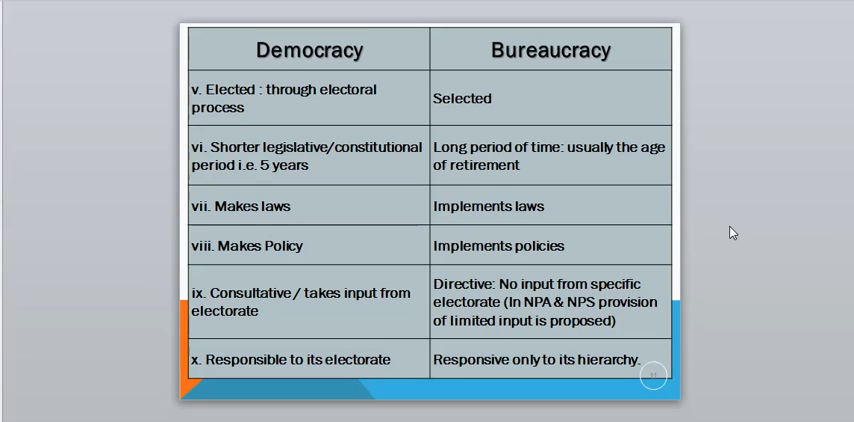 Democracy
Bureaucracy
v. Elected : through electoral
process
Selected
vi. Shorter legislative/constitutional
period i.e. 5 years
Long period of time: usually the age
of retirement
vii. Makes laws
Implements laws
viii. Makes Policy
Implements policies
ix. Consultative / takes input from
electorate
Directive: No input from specific
electorate (In NPA & NPS provision
of limited input is proposed)
x. Responsible to its electorate
Responsive only to its hierarchy.
11